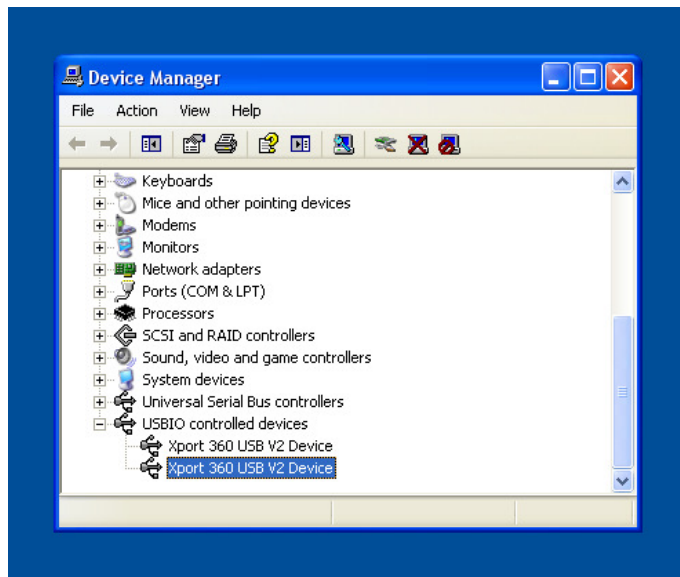 Device Manager
File Action View Help
Keyboards
Mice and other pointing devices
Modems
Monitors
Network adapters
Ports (COM & LPT)
Processors
SCSI and RAID controllers
Sound, video and game controllers
System devices
Universal Serial Bus controllers
USBIO controlled devices
Xport 360 USB V2 Device
Xport 360 USB V2 Device